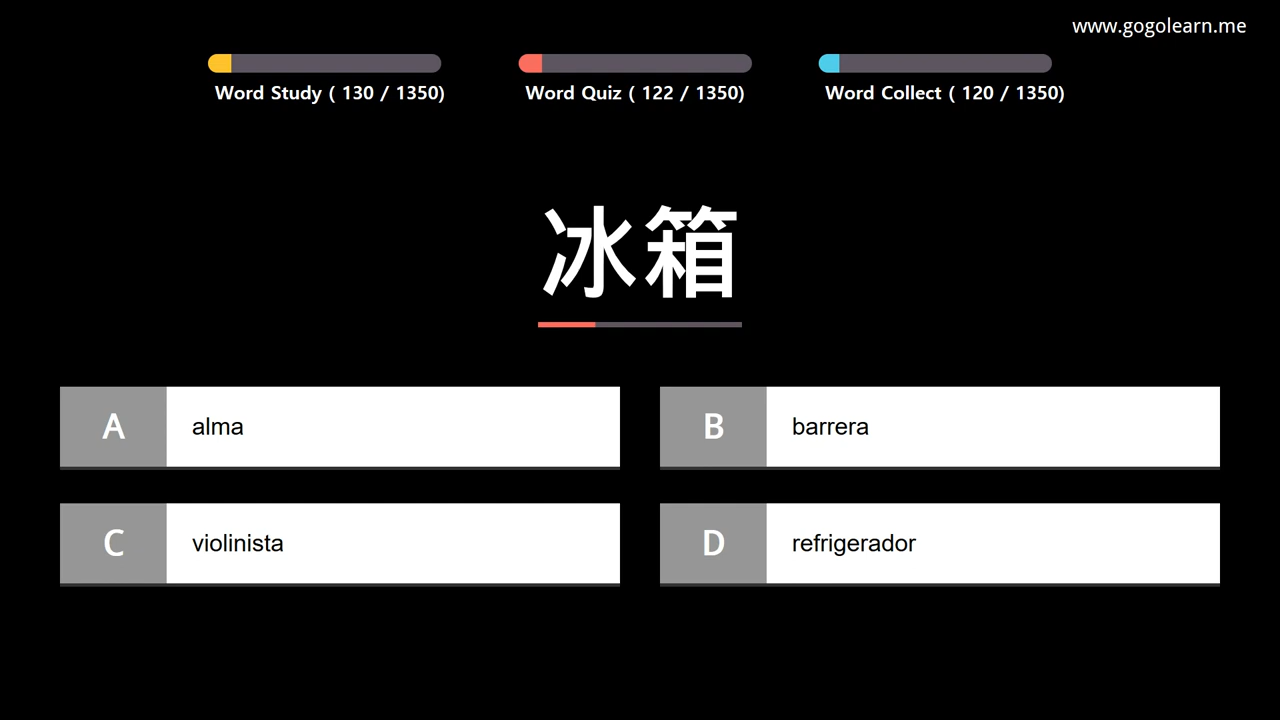 www.gogolearn.me
Word Study ( 130 / 1350)
Word Quiz ( 122 / 1350)
Word Collect ( 120 / 1350)
冰箱
A alma
B barrera
C violinista
D refrigerador